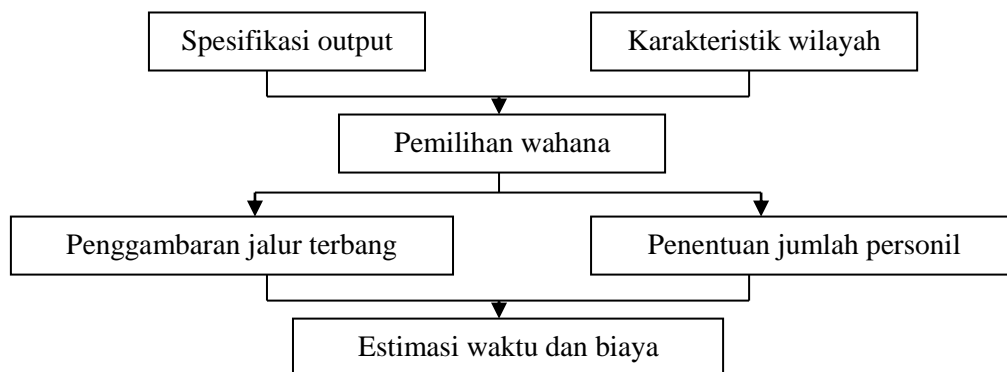 Spesifikasi output
Karakteristik wilayah
Pemilihan wahana
Penggambaran jalur terbang
Penentuan jumlah personil
Estimasi waktu dan biaya